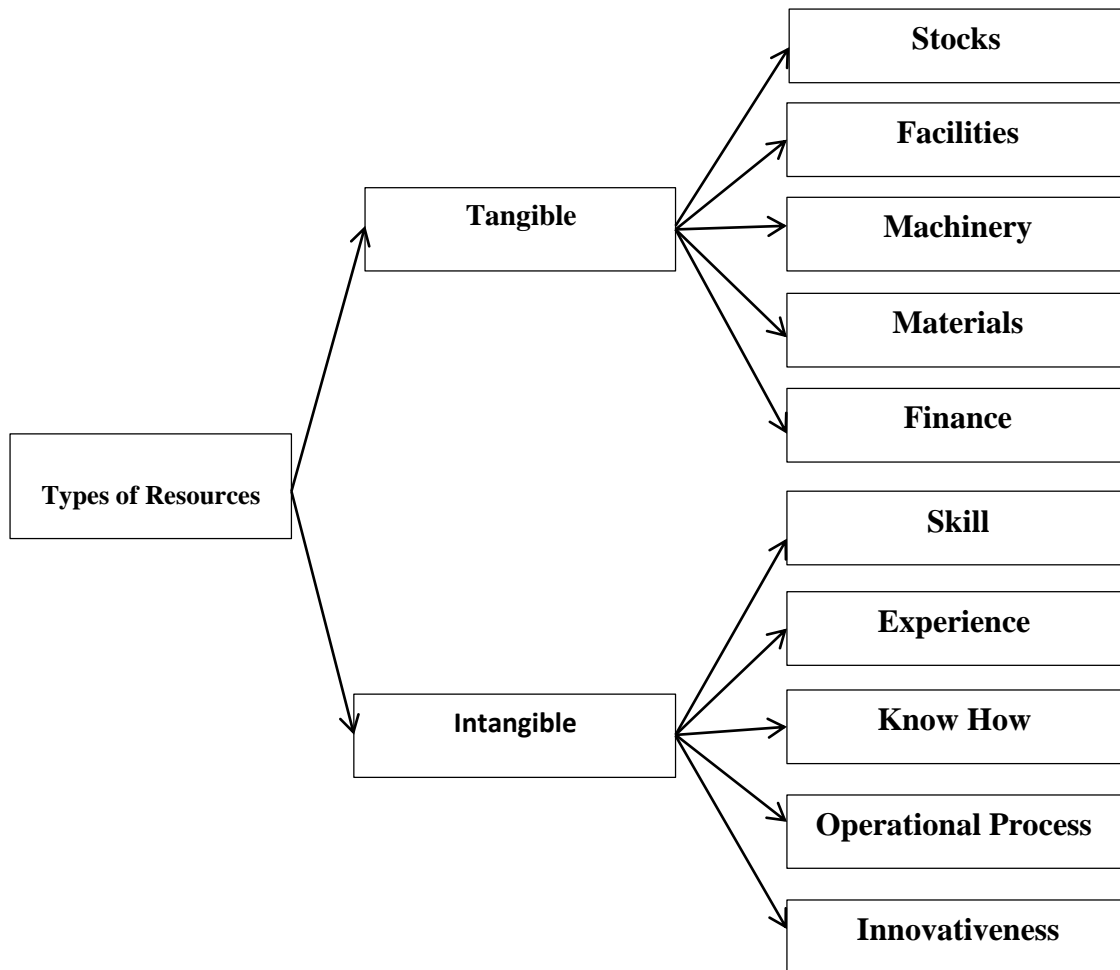 Stocks
Facilities
Tangible
Machinery
Materials
Finance
Types of Resources
Skill
Experience
Intangible
Know How
Operational Process
Innovativeness